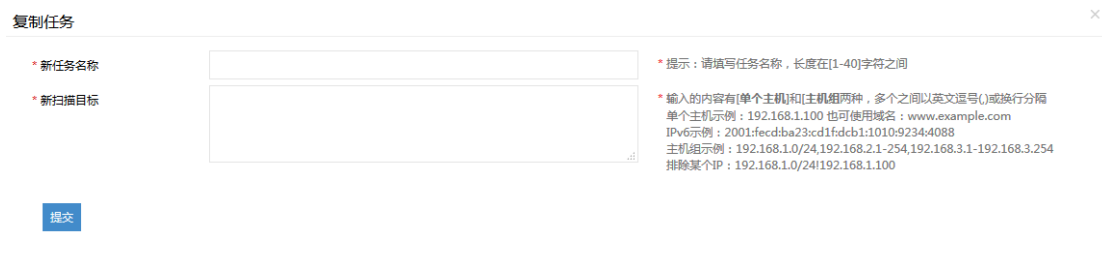 复制任务
×
* 新任务名称
* 提示：请填写任务名称，长度在[1-40]字符之间
* 新扫描目标
* 输入的内容有[单个主机]和[主机组两种，多个之间以英文逗号(,)或换行分隔
单个主机示例：192.168.1.100 也可使用域名：www.example.com
IPv6示例：2001:fecd:ba23:cd1f:dcb1:1010:9234:4088
主机组示例：192.168.1.0/24,192.168.2.1-254,192.168.3.1-192.168.3.254
排除某个IP：192.168.1.0/24!192.168.1.100
提交